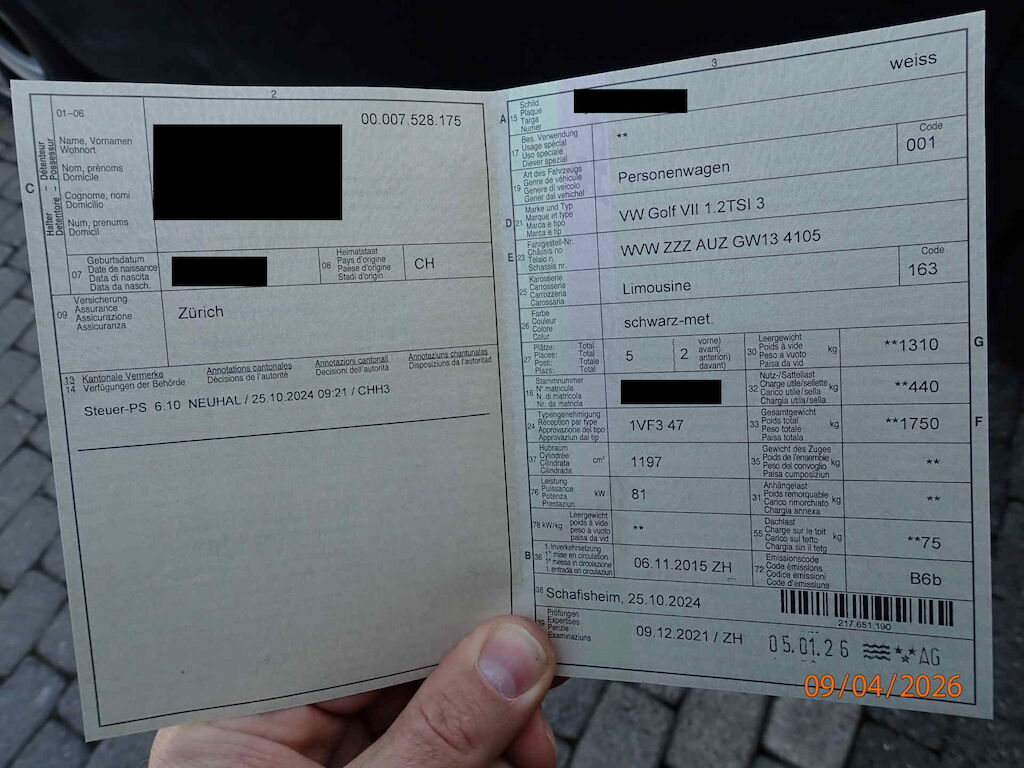 2
01–06
00.007.528.175
Name, Vornamen
Wohnort
Nom, prénoms
Domicile
Cognome, nomi
Domicilio
Num, prenums
Domicil
C
Halter – Détenteur
Detentore – Possessur
07
Geburtsdatum
Date de naissance
Data di nascita
Data da nasch.
08
Heimatstaat
Pays d'origine
Paese d'origine
Stadi d'origin
CH
09
Versicherung
Assurance
Assicurazione
Assicuranza
Zürich
13 Kantonale Vermerke
14 Verfügungen der Behörde
Annotations cantonales
Décisions de l'autorité
Annotazioni cantonali
Decisioni dell'autorità
Annotaziuns chantunalas
Disposiziuns da l'autoritad
Steuer-PS 6.10 NEUHAL / 25.10.2024 09:21 / CHH3
3
weiss
A 15
Schild
Plaque
Targa
Numer
17
Bes. Verwendung
Usage spécial
Uso speciale
Diever spezial
**
19
Art des Fahrzeugs
Genre de véhicule
Genere di veicolo
Gener dal vehichel
Personenwagen
Code
001
D 21
Marke und Typ
Marque et type
Marca e tipo
Marca e tip
VW Golf VII 1.2TSI 3
E 23
Fahrgestell-Nr.
Châssis no
Telaio n.
Schassis nr.
WVW ZZZ AUZ GW13 4105
25
Karosserie
Carrosserie
Carrozzeria
Carossaria
Limousine
Code
163
26
Farbe
Couleur
Colore
Colur
schwarz-met.
27
Plätze: Total
Places: Total
Posti: Totale
Plazs: Total
5
( vorne)
( avant)
( anteriori)
( davant)
2
30
Leergewicht
Poids à vide
Peso a vuoto
Paisa da vid
kg
**1310
G
18
Stammnummer
N° matricule
N. di matricola
Nr. da matricla
32
Nutz-/Sattellast
Charge utile/sellette
Carico utile/sella
Chargia utila/sella
kg
**440
24
Typengenehmigung
Réception par type
Approvazione del tipo
Approvaziun dal tip
1VF3 47
33
Gesamtgewicht
Poids total
Peso totale
Paisa totala
kg
**1750
F
37
Hubraum
Cylindrée
Cilindrata
Cilindrada
cm³
1197
35
Gewicht des Zuges
Poids de l'ensemble
Peso del convoglio
Paisa cumposiziun
kg
**
76
Leistung
Puissance
Potenza
Prestaziun
kW
81
31
Anhängelast
Poids remorquable
Carico rimorchiato
Chargia annexa
kg
**
78 kW/kg
Leergewicht
poids à vide
peso a vuoto
paisa da vid
**
55
Dachlast
Charge sur le toit
Carico sul tetto
Chargia sin il tetg
kg
**75
B 36
1. Inverkehrsetzung
1re mise en circulation
1a messa in circolazione
1. entrada en circulaziun
06.11.2015 ZH
72
Emissionscode
Code émissions
Codice emissioni
Code d'emissiuns
B6b
38 Schafisheim, 25.10.2024
217.651.190
39
Prüfungen
Expertises
Perizie
Examinaziuns
09.12.2021 / ZH
05.01.26 AG
09/04/2026